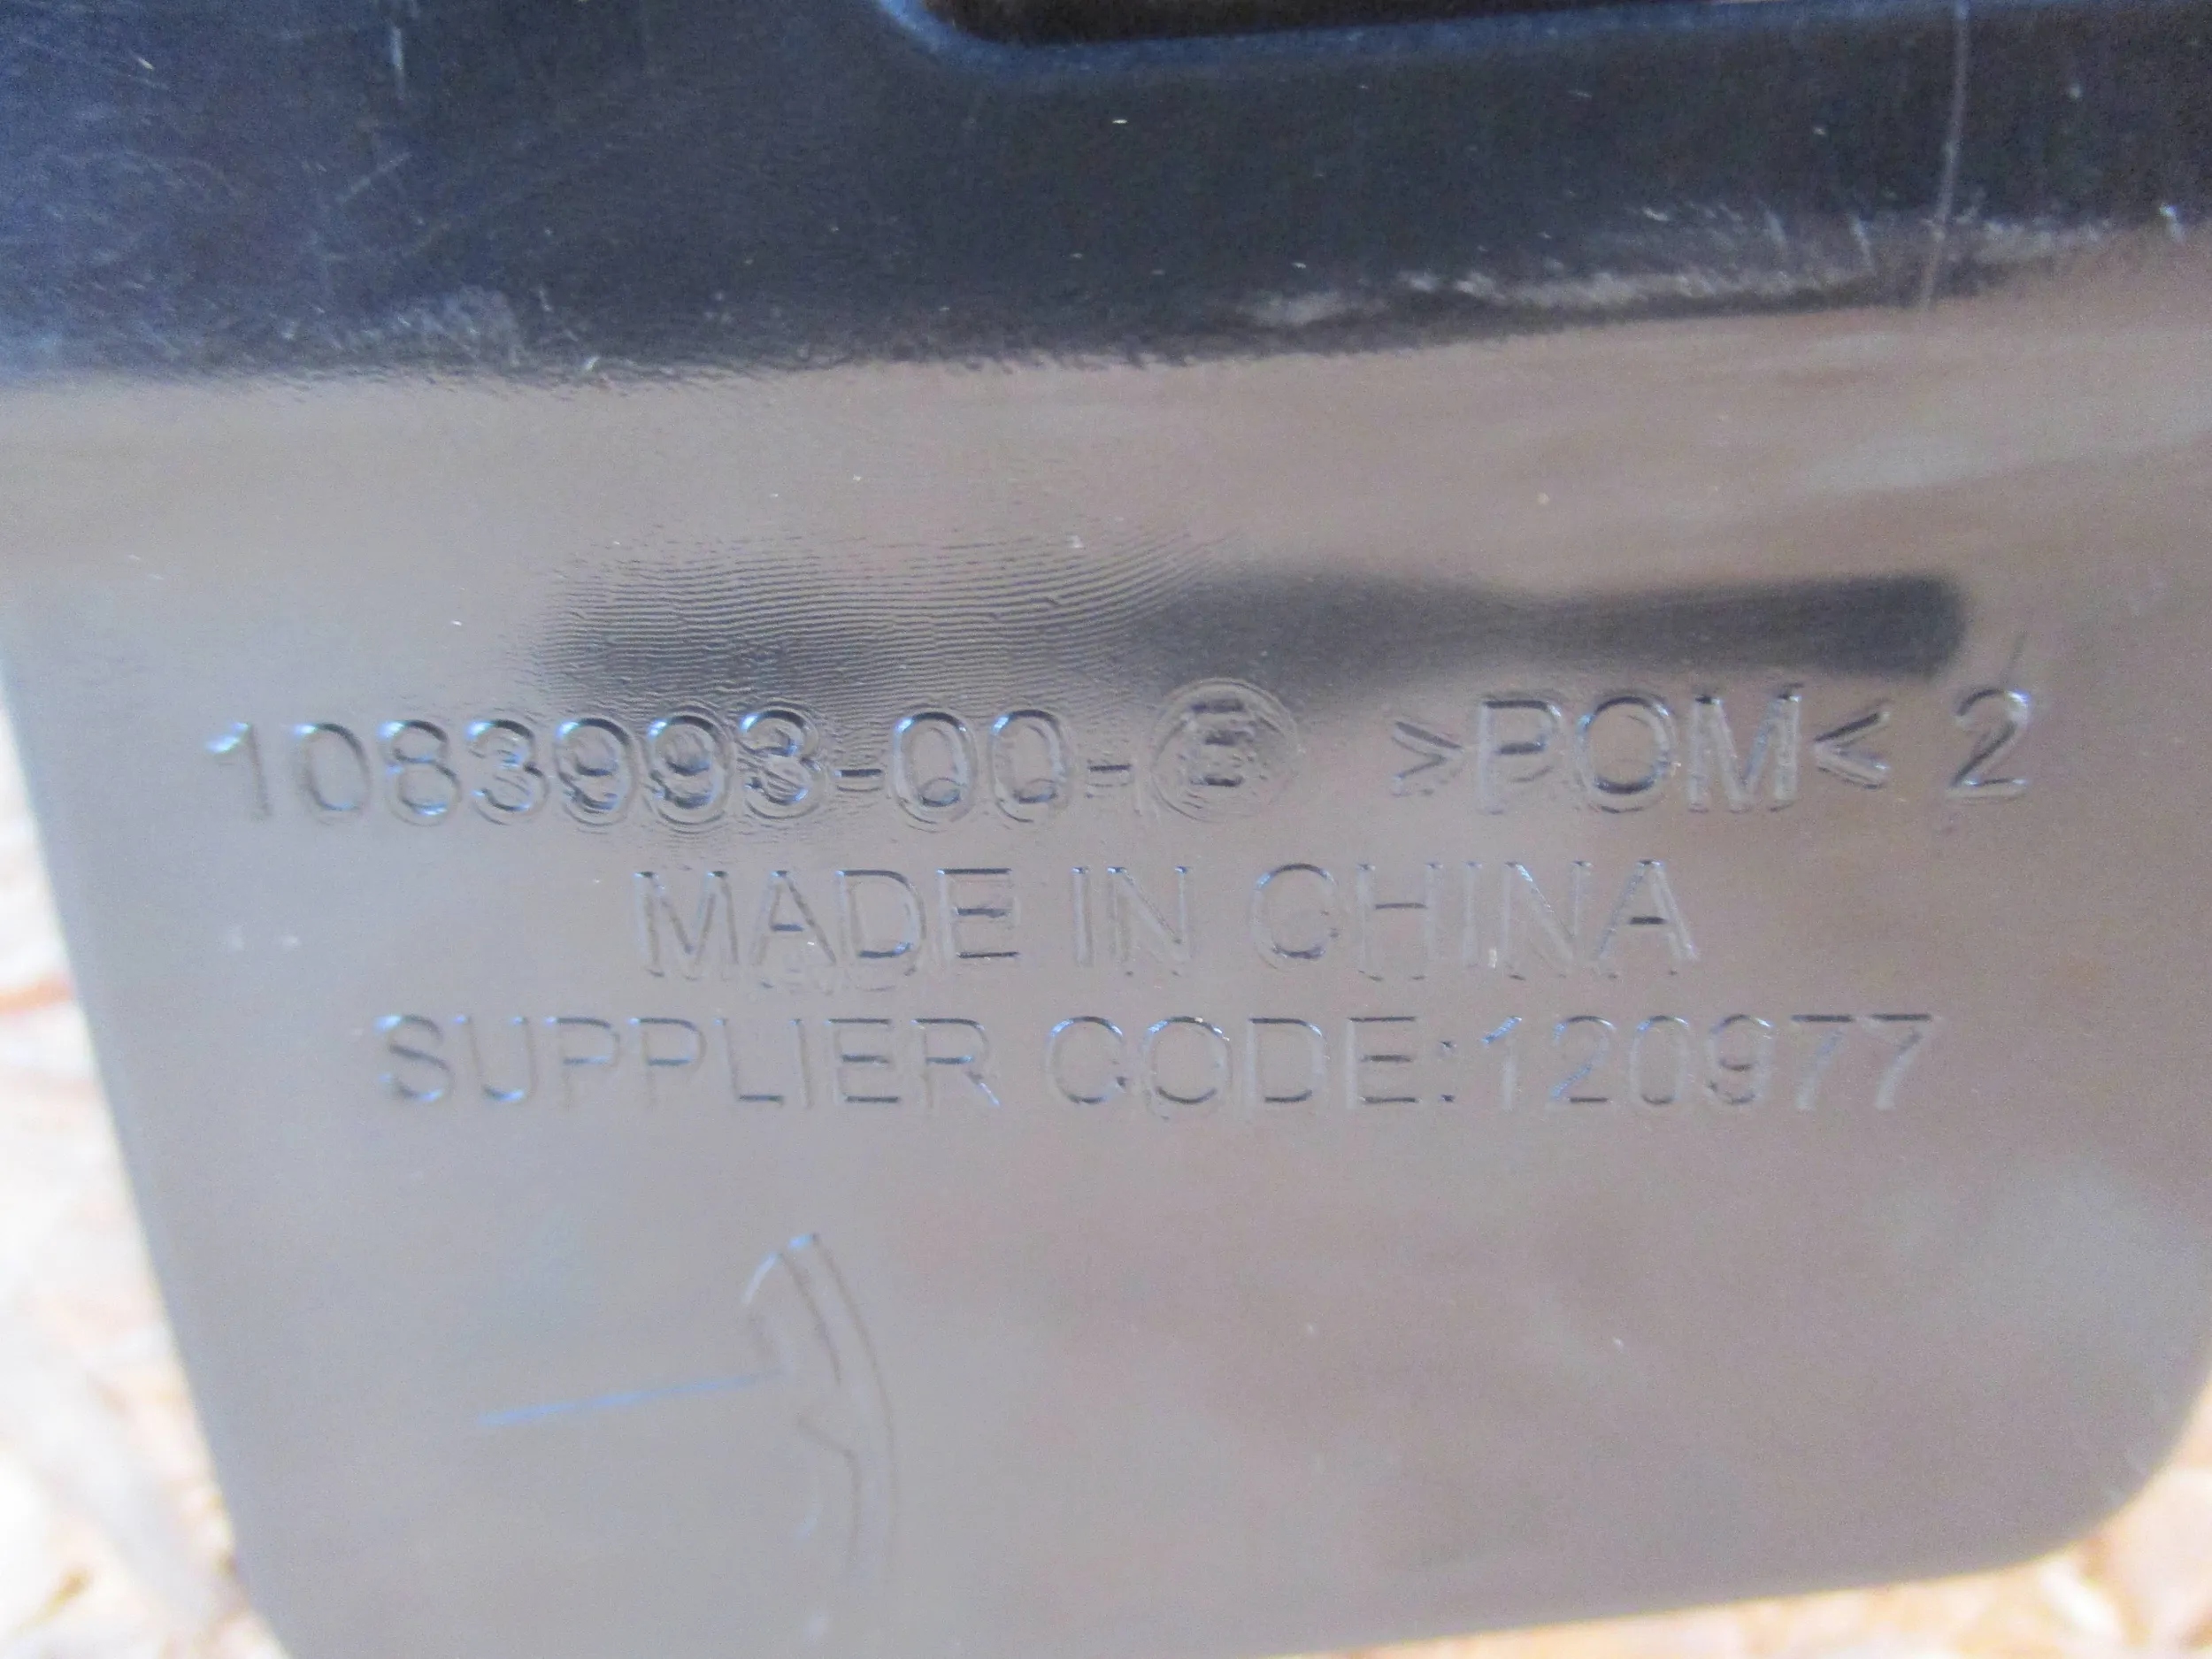 1083993-00-Ⓔ >POM< 2
MADE IN CHINA
SUPPLIER CODE:120977